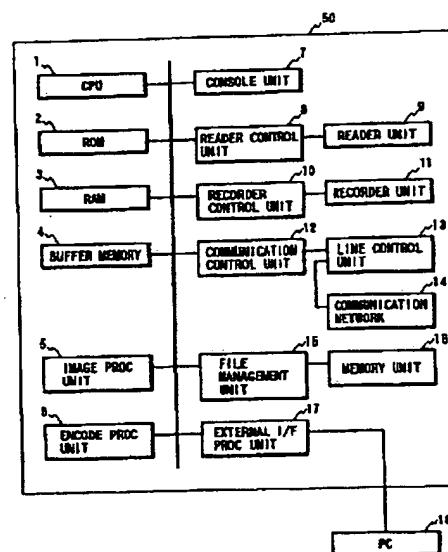 50
1
CPU
7
CONSOLE UNIT
2
ROM
8
READER CONTROL
UNIT
9
READER UNIT
3
RAM
10
RECORDER
CONTROL UNIT
11
RECORDER UNIT
4
BUFFER MEMORY
12
COMMUNICATION
CONTROL UNIT
13
LINE CONTROL
UNIT
14
COMMUNICATION
NETWORK
5
IMAGE PROC
UNIT
15
FILE
MANAGEMENT
UNIT
16
MEMORY UNIT
6
ENCODE PROC
UNIT
17
EXTERNAL I/F
PROC UNIT
PC